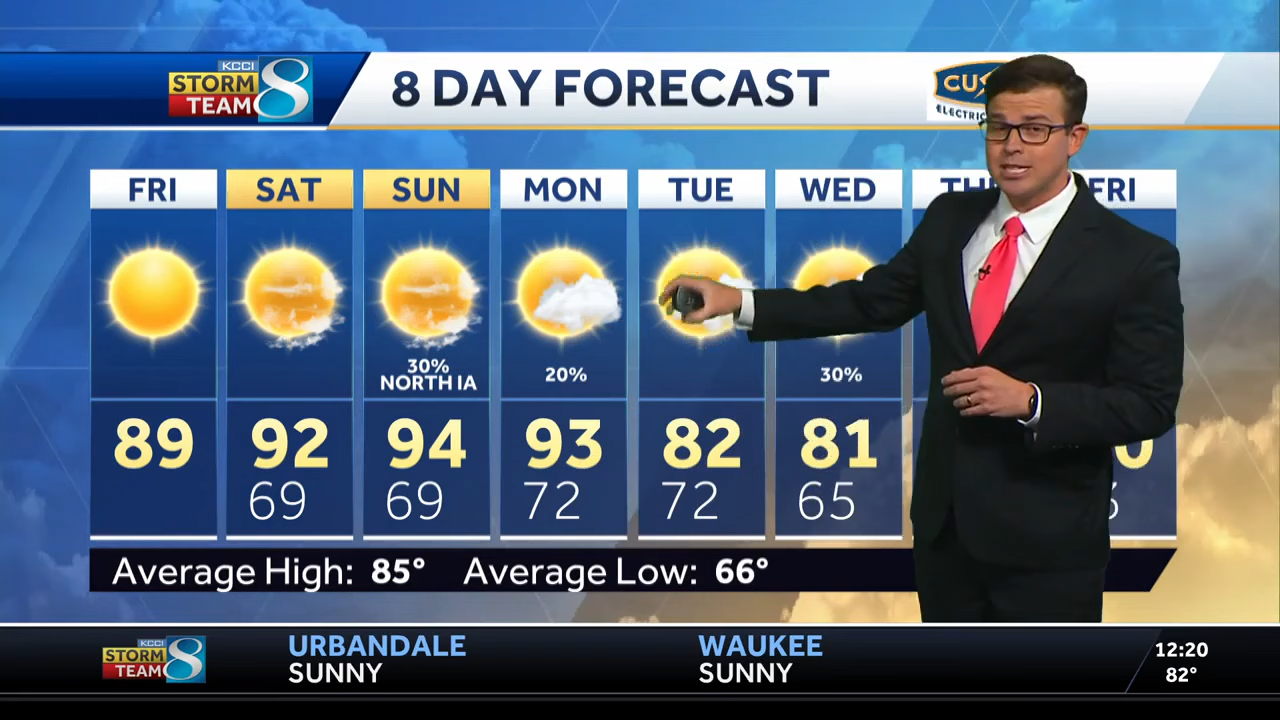 KCCI
STORM
TEAM 8
8 DAY FORECAST
ELECTRIC
FRI
SAT
SUN
MON
TUE
WED
FRI
30%
NORTH IA
20%
30%
89
92
94
93
82
81
69
69
72
72
65
Average High: 85° Average Low: 66°
KCCI
STORM
TEAM 8
URBANDALE
SUNNY
WAUKEE
SUNNY
12:20
82°